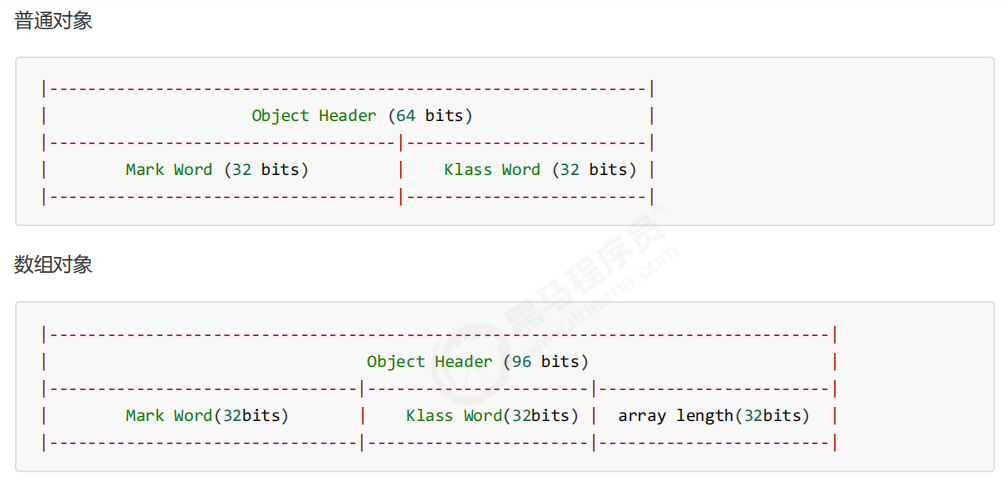 普通对象
|--------------------------------------------------------------|
| Object Header (64 bits) |
|------------------------------------|-------------------------|
| Mark Word (32 bits) | Klass Word (32 bits) |
|------------------------------------|-------------------------|
数组对象
|---------------------------------------------------------------------------------|
| Object Header (96 bits) |
|--------------------------------|-----------------------|------------------------|
| Mark Word(32bits) | Klass Word(32bits) | array length(32bits) |
|--------------------------------|-----------------------|------------------------|
黑马程序员
www.itheima.com